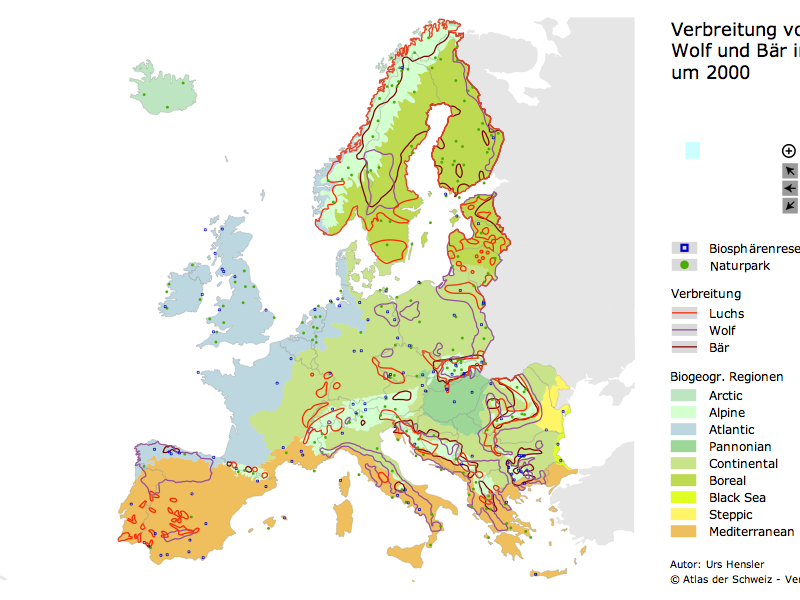 Verbreitung vo
Wolf und Bär i
um 2000
Biosphärenrese
Naturpark
Verbreitung
Luchs
Wolf
Bär
Biogeogr. Regionen
Arctic
Alpine
Atlantic
Pannonian
Continental
Boreal
Black Sea
Steppic
Mediterranean
Autor: Urs Hensler
© Atlas der Schweiz - Ver